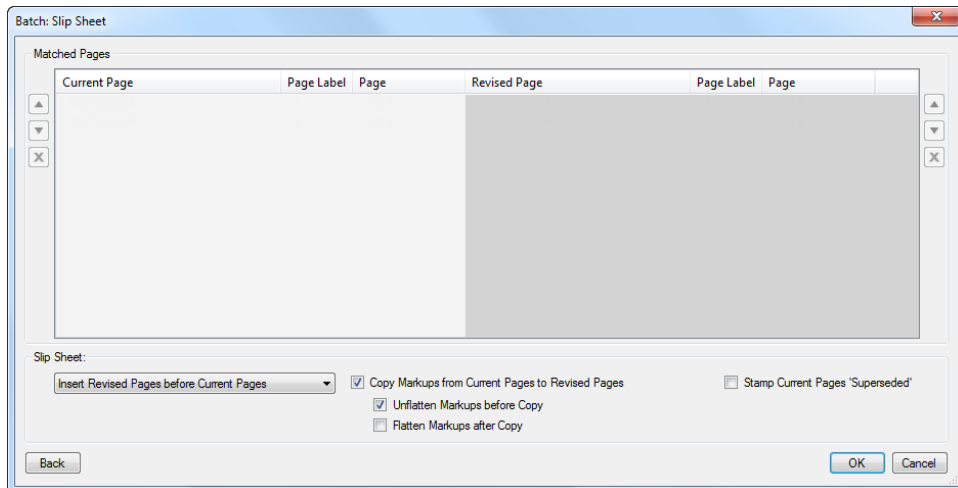 Batch: Slip Sheet
x
Matched Pages
Current Page Page Label Page Revised Page Page Label Page
X X
Slip Sheet:
Insert Revised Pages before Current Pages Copy Markups from Current Pages to Revised Pages Stamp Current Pages 'Superseded'
Unflatten Markups before Copy
Flatten Markups after Copy
Back OK Cancel